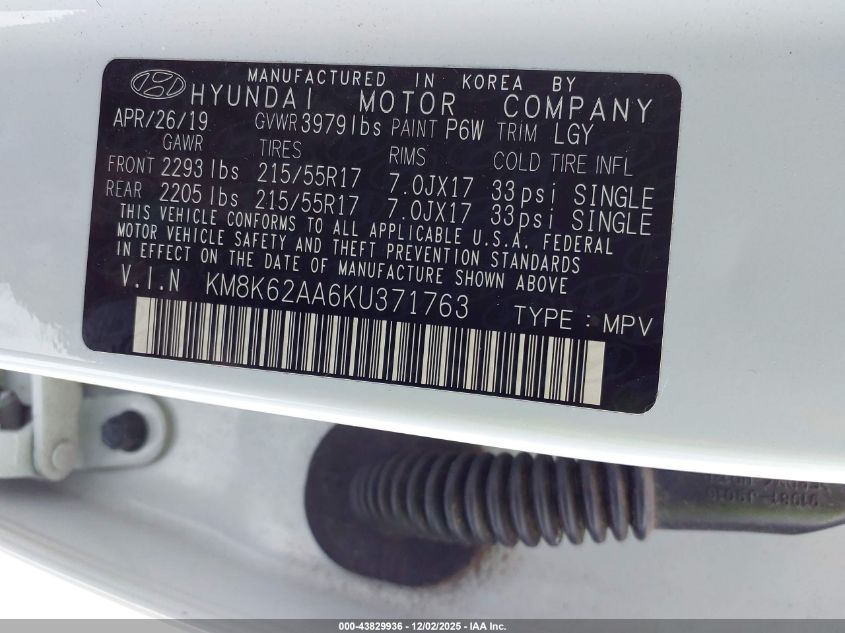 MANUFACTURED IN KOREA BY
HYUNDAI MOTOR COMPANY
APR/26/19 GVWR 3979lbs PAINT P6W TRIM LGY
GAWR TIRES RIMS COLD TIRE INFL
FRONT 2293 lbs 215/55R17 7.0JX17 33psi SINGLE
REAR 2205 lbs 215/55R17 7.0JX17 33psi SINGLE
THIS VEHICLE CONFORMS TO ALL APPLICABLE U.S.A. FEDERAL
MOTOR VEHICLE SAFETY AND THEFT PREVENTION STANDARDS
IN EFFECT ON THE DATE OF MANUFACTURE SHOWN ABOVE
V.I.N KM8K62AA6KU371763 TYPE : MPV
000-43829936 - 12/02/2025 - IAA Inc.